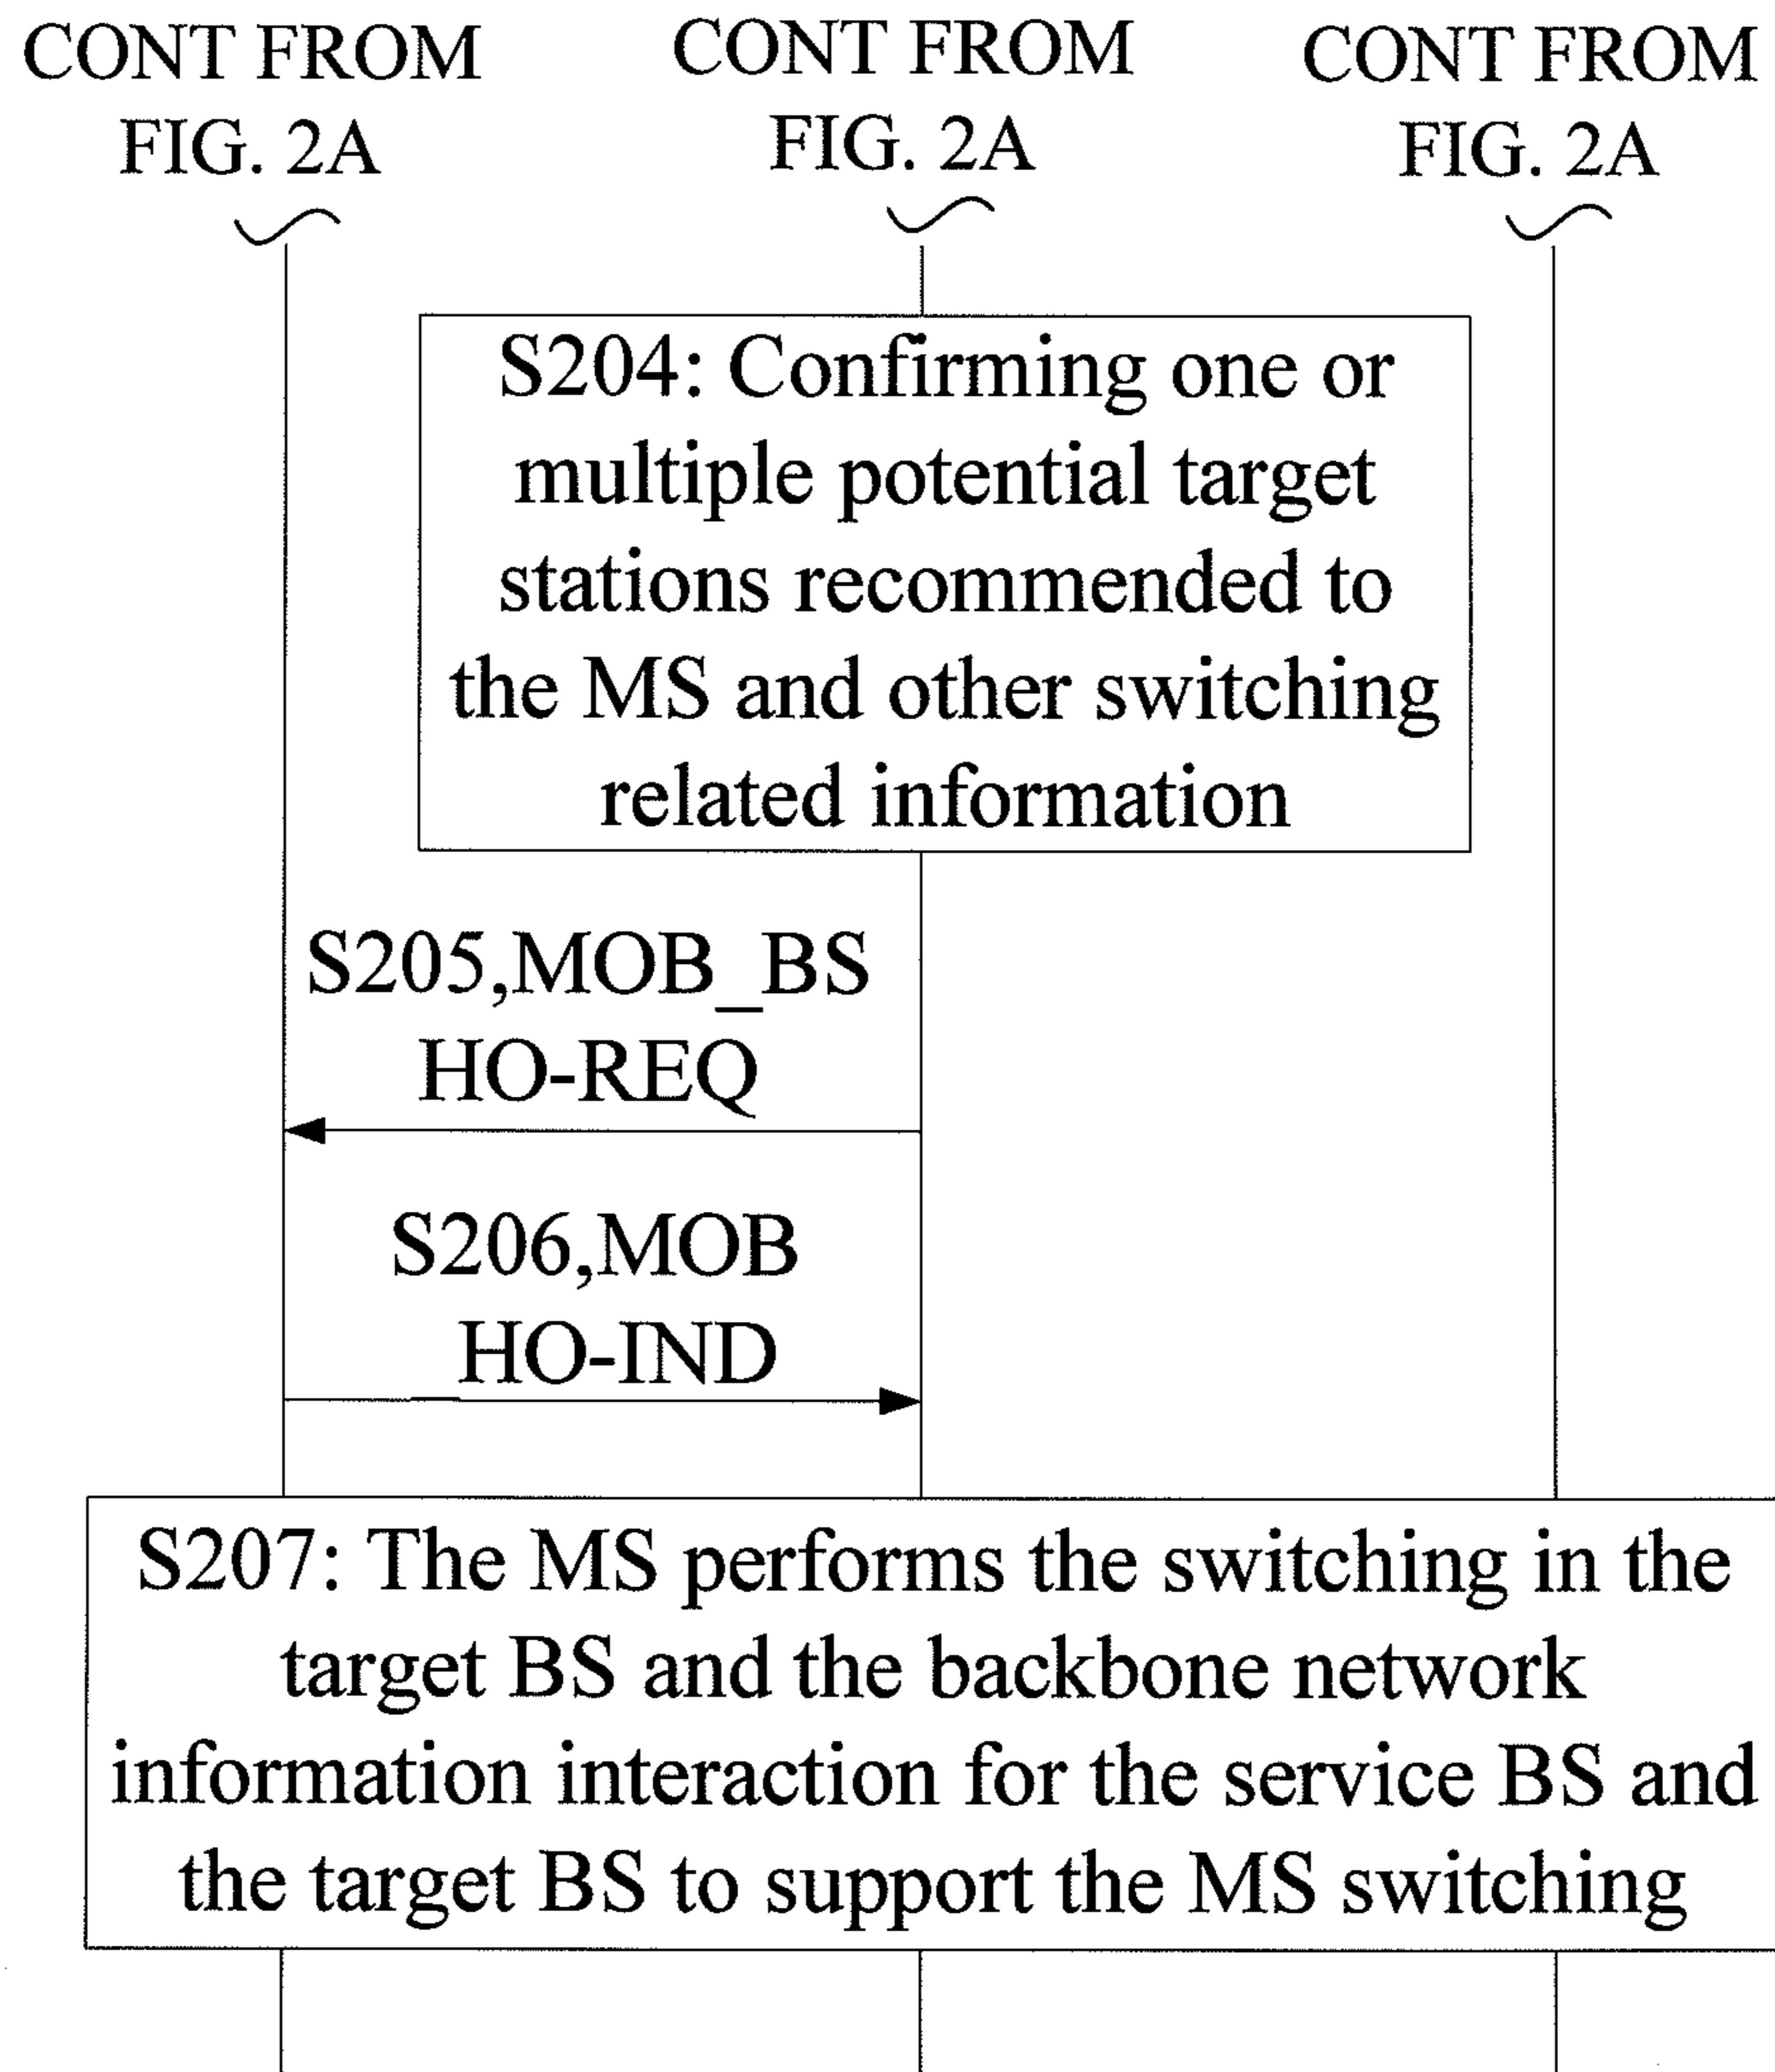 CONT FROM
FIG. 2A
CONT FROM
FIG. 2A
CONT FROM
FIG. 2A
S204: Confirming one or
multiple potential target
stations recommended to
the MS and other switching
related information
S205,MOB_BS
HO-REQ
S206,MOB
_HO-IND
S207: The MS performs the switching in the
target BS and the backbone network
information interaction for the service BS and
the target BS to support the MS switching